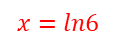 x = ln6